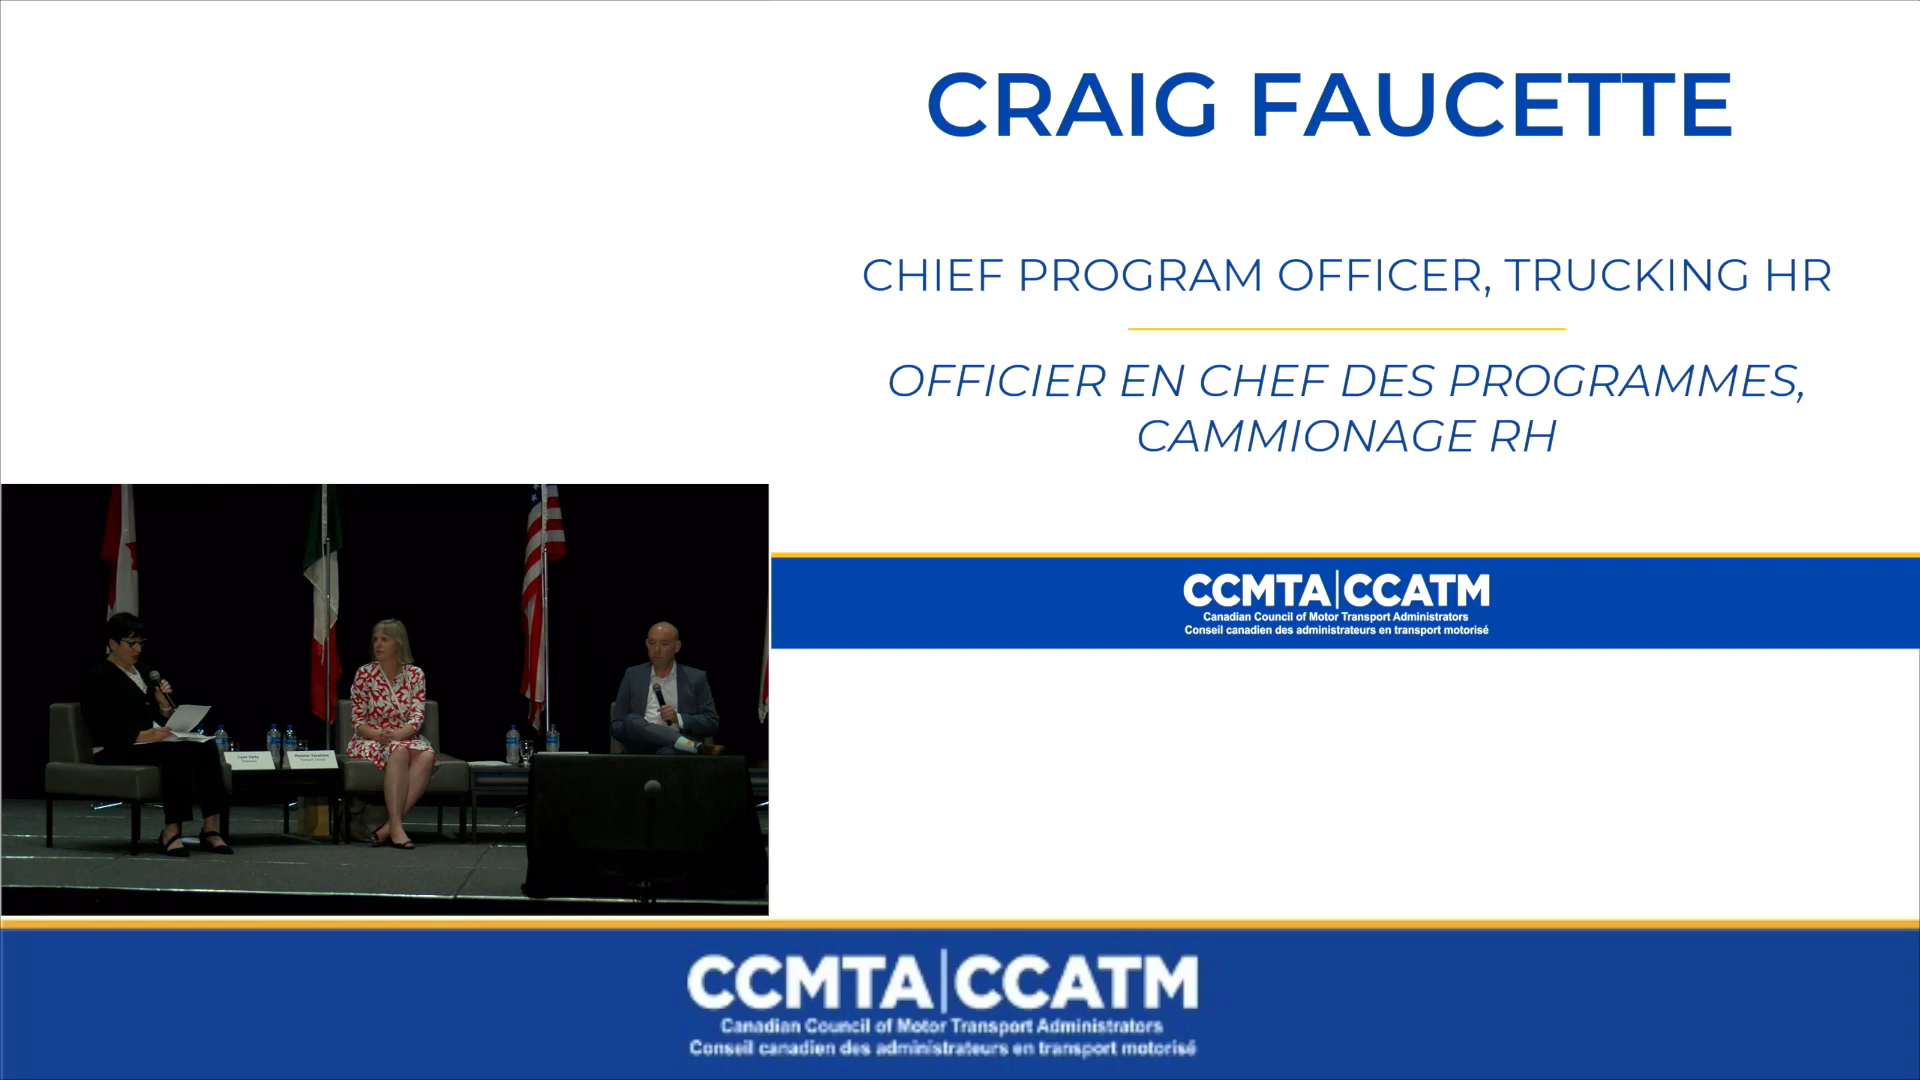 CRAIG FAUCETTE
CHIEF PROGRAM OFFICER, TRUCKING HR
OFFICIER EN CHEF DES PROGRAMMES,
CAMMIONAGE RH
CCMTA|CCATM
Canadian Council of Motor Transport Administrators
Conseil canadien des administrateurs en transport motorisé
CCMTA|CCATM
Canadian Council of Motor Transport Administrators
Conseil canadien des administrateurs en transport motorisé